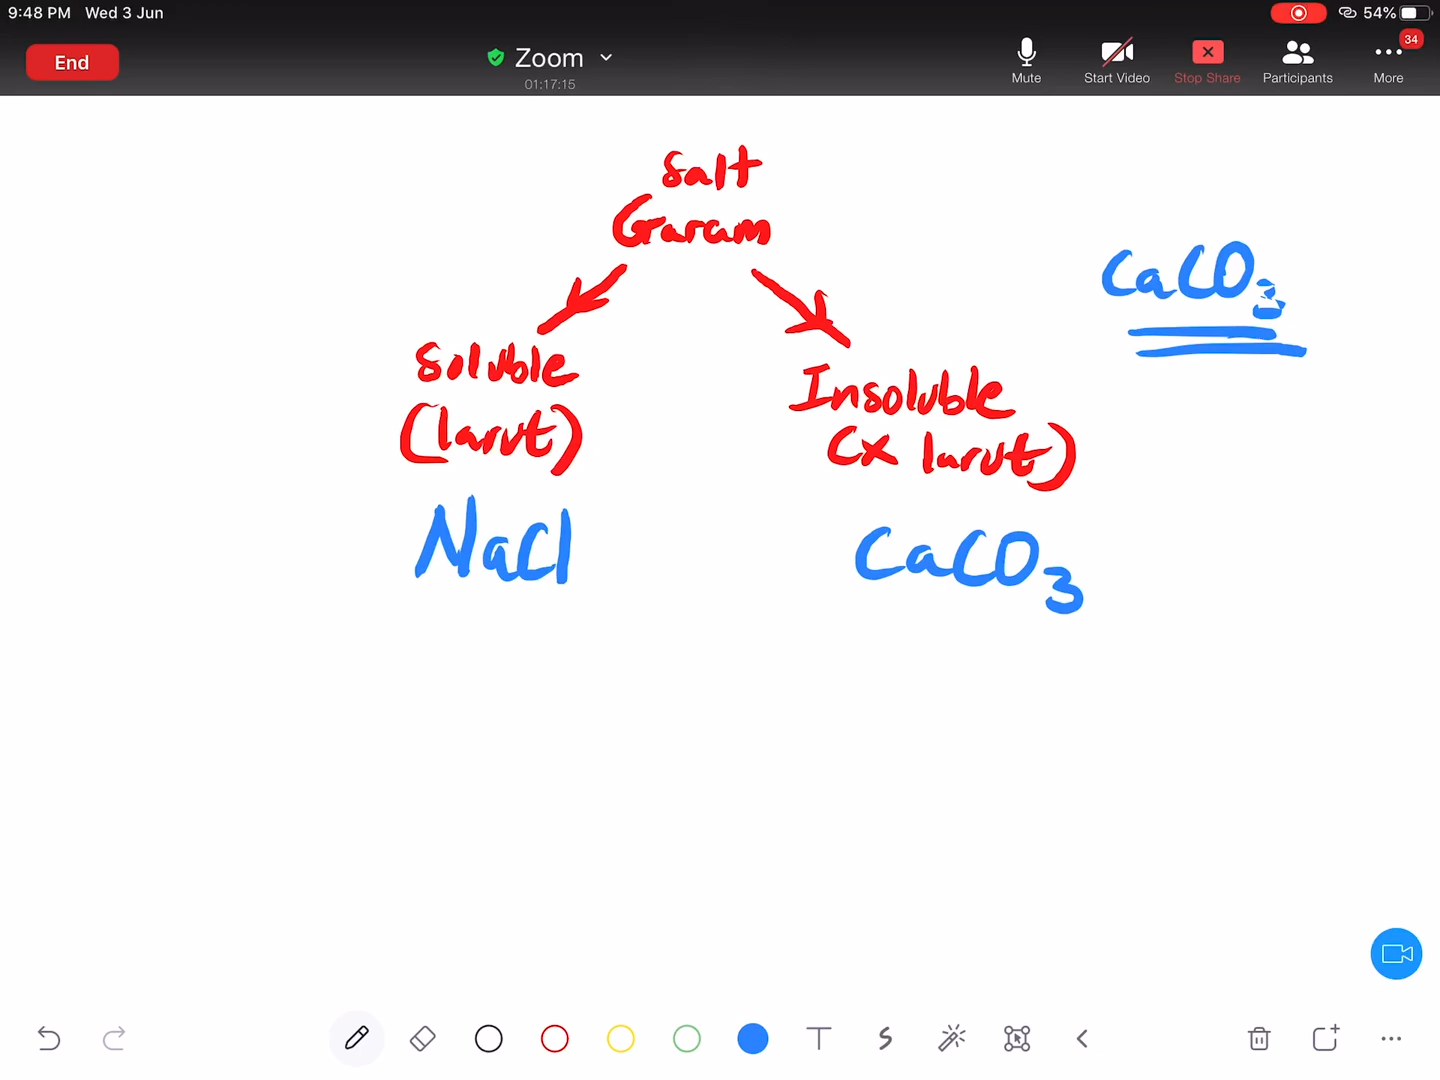 9:48 PM Wed 3 Jun
54%
End
Zoom
01:17:15
Mute
Start Video
Stop Share
Participants
34
More
Salt
Garam
CaCO3
Soluble
(larut)
Insoluble
(x larut)
NaCl
CaCO3
T